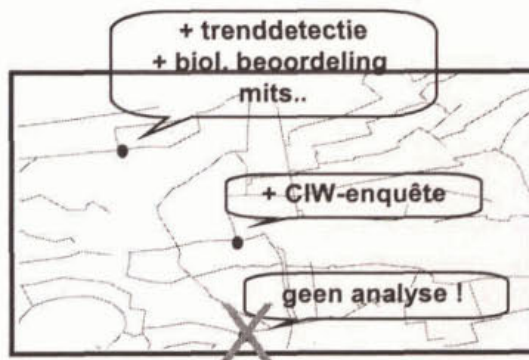 + trenddetectie
+ biol. beoordeling
mits..
+ CIW-enquête
geen analyse !